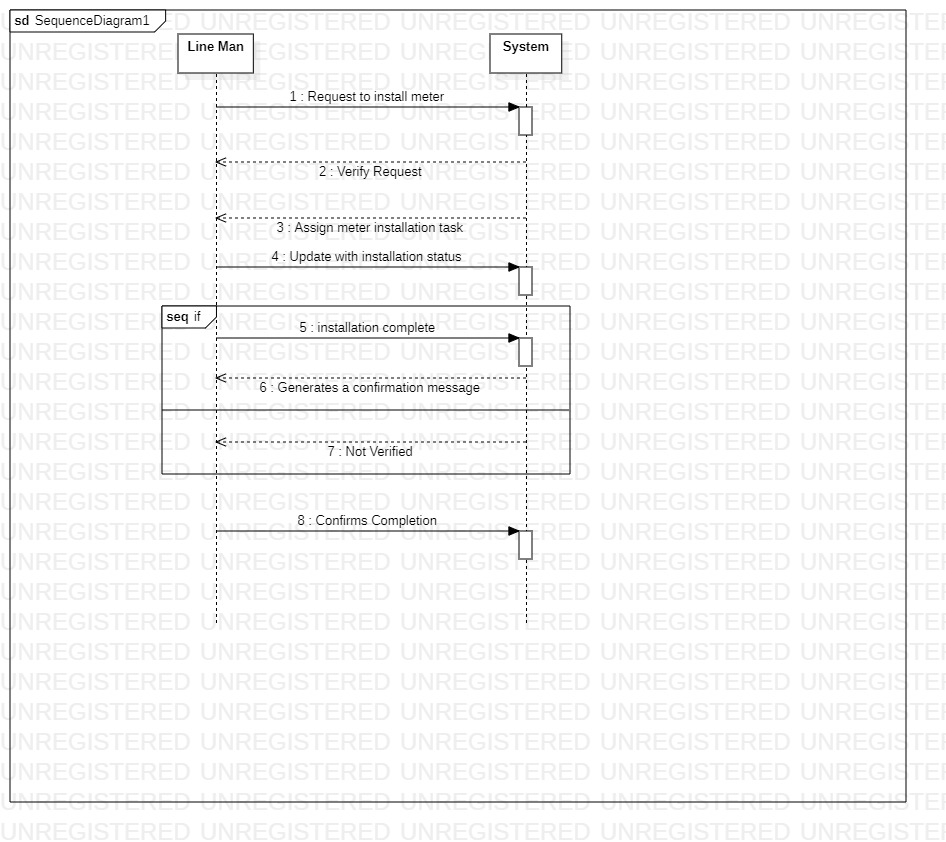 sd SequenceDiagram1
Line Man
System
1 : Request to install meter
2 : Verify Request
3 : Assign meter installation task
4 : Update with installation status
seq if
5 : installation complete
6 : Generates a confirmation message
7 : Not Verified
8 : Confirms Completion
UNREGISTERED